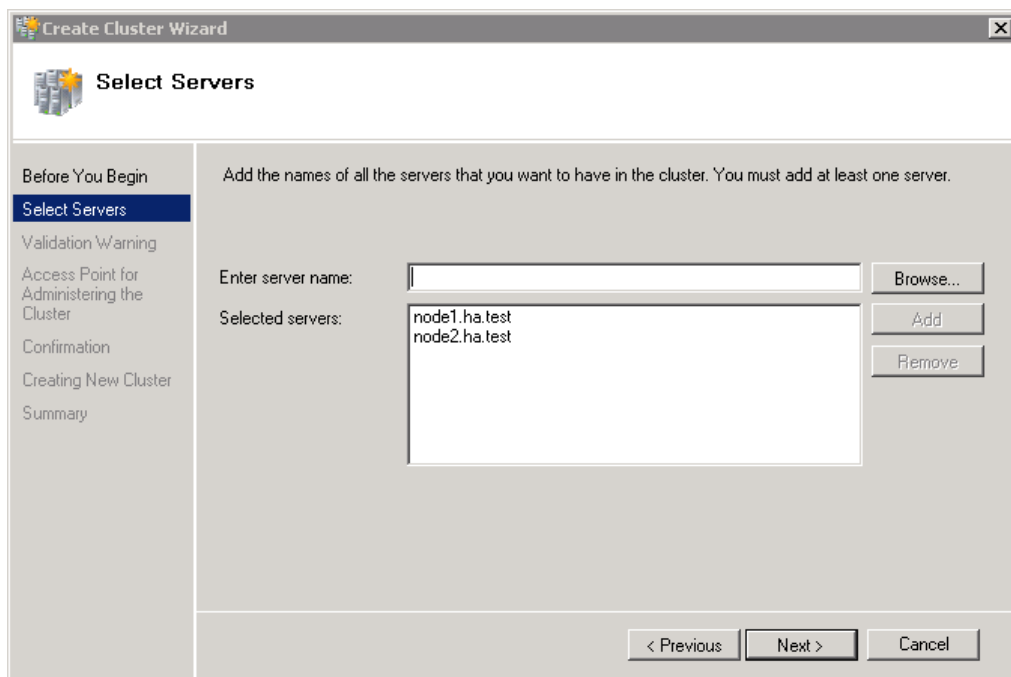 Create Cluster Wizard
Select Servers
Before You Begin
Select Servers
Validation Warning
Access Point for
Administering the
Cluster
Confirmation
Creating New Cluster
Summary
Add the names of all the servers that you want to have in the cluster. You must add at least one server.
Enter server name:
Browse...
Selected servers:
node1.ha.test
node2.ha.test
Add
Remove
< Previous
Next >
Cancel